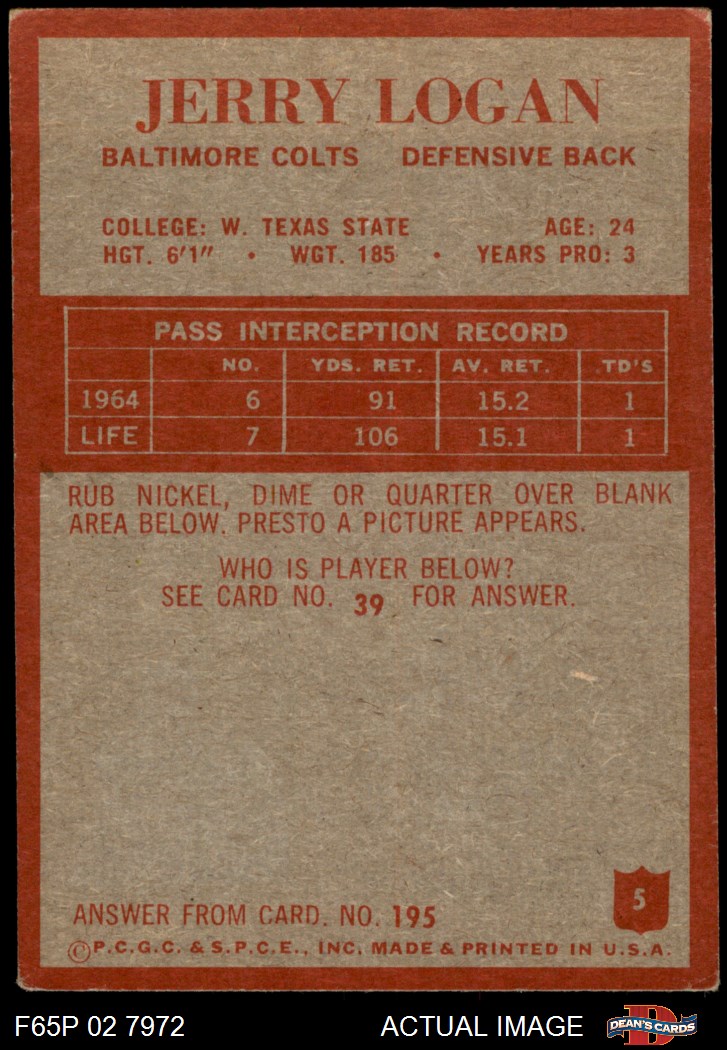 JERRY LOGAN
BALTIMORE COLTS DEFENSIVE BACK
COLLEGE: W. TEXAS STATE AGE: 24
HGT. 6'1" • WGT. 185 • YEARS PRO: 3
PASS INTERCEPTION RECORD
NO. YDS. RET. AV. RET. TD'S
1964 6 91 15.2 1
LIFE 7 106 15.1 1
RUB NICKEL, DIME OR QUARTER OVER BLANK
AREA BELOW. PRESTO A PICTURE APPEARS.
WHO IS PLAYER BELOW?
SEE CARD NO. 39 FOR ANSWER.
5
ANSWER FROM CARD. NO. 195
©P.C.G.C. & S.P.C.E., INC. MADE & PRINTED IN U.S.A.
F65P 02 7972 ACTUAL IMAGE
D
DEAN'S CARDS